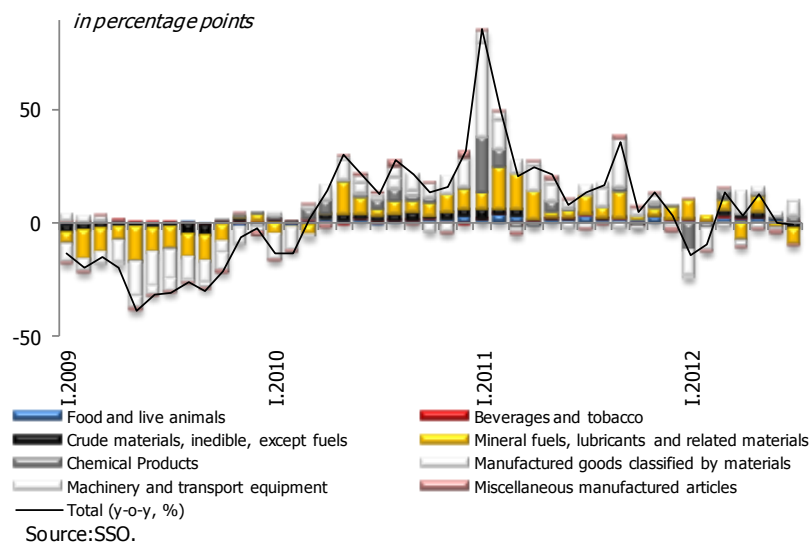 in percentage points
50
0
-50
I.2009
I.2010
I.2011
I.2012
Food and live animals
Beverages and tobacco
Crude materials, inedible, except fuels
Mineral fuels, lubricants and related materials
Chemical Products
Manufactured goods classified by materials
Machinery and transport equipment
Miscellaneous manufactured articles
Total (y-o-y, %)
Source:SSO.